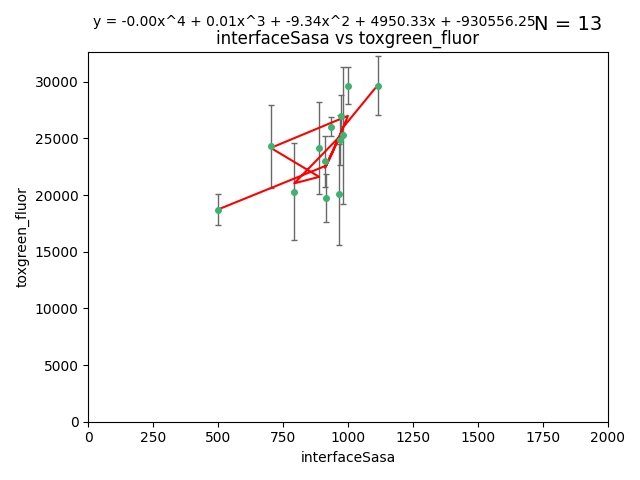 y = -0.00x^4 + 0.01x^3 + -9.34x^2 + 4950.33x + -930556.25
N = 13
interfaceSasa vs toxgreen_fluor
30000
25000
20000
15000
10000
5000
0
toxgreen_fluor
0 250 500 750 1000 1250 1500 1750 2000
interfaceSasa